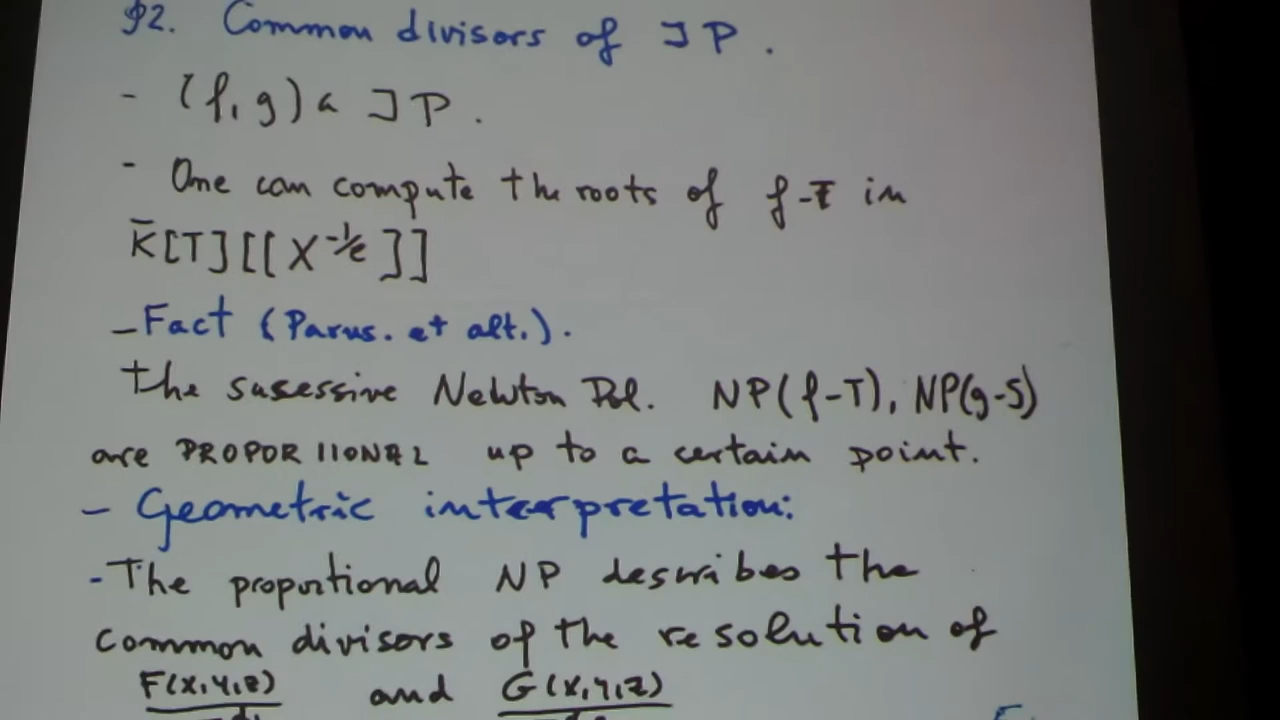 §2. Common divisors of JP.
- (f, g) a JP.
- One can compute the roots of f-T in
K̄[T][[X^{-1/e}]]
- Fact (Parus. et alt.).
the sucessive Newton Pol. NP(f-T), NP(g-S)
are PROPORTIONAL up to a certain point.
- Geometric interpretation:
- The proportional NP describes the
common divisors of the resolution of
F(x,y,z) and G(x,y,z)